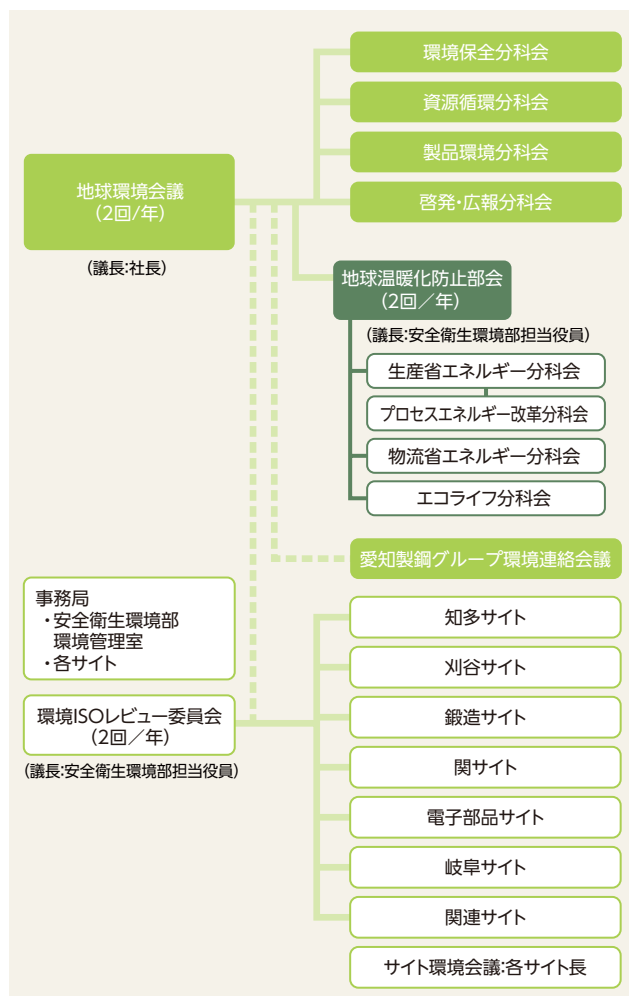 環境保全分科会
資源循環分科会
製品環境分科会
啓発・広報分科会
地球環境会議
(2回/年)
(議長:社長)
地球温暖化防止部会
(2回／年)
(議長:安全衛生環境部担当役員)
生産省エネルギー分科会
プロセスエネルギー改革分科会
物流省エネルギー分科会
エコライフ分科会
愛知製鋼グループ環境連絡会議
事務局
・安全衛生環境部
環境管理室
・各サイト
環境ISOレビュー委員会
(2回／年)
(議長:安全衛生環境部担当役員)
知多サイト
刈谷サイト
鍛造サイト
関サイト
電子部品サイト
岐阜サイト
関連サイト
サイト環境会議:各サイト長